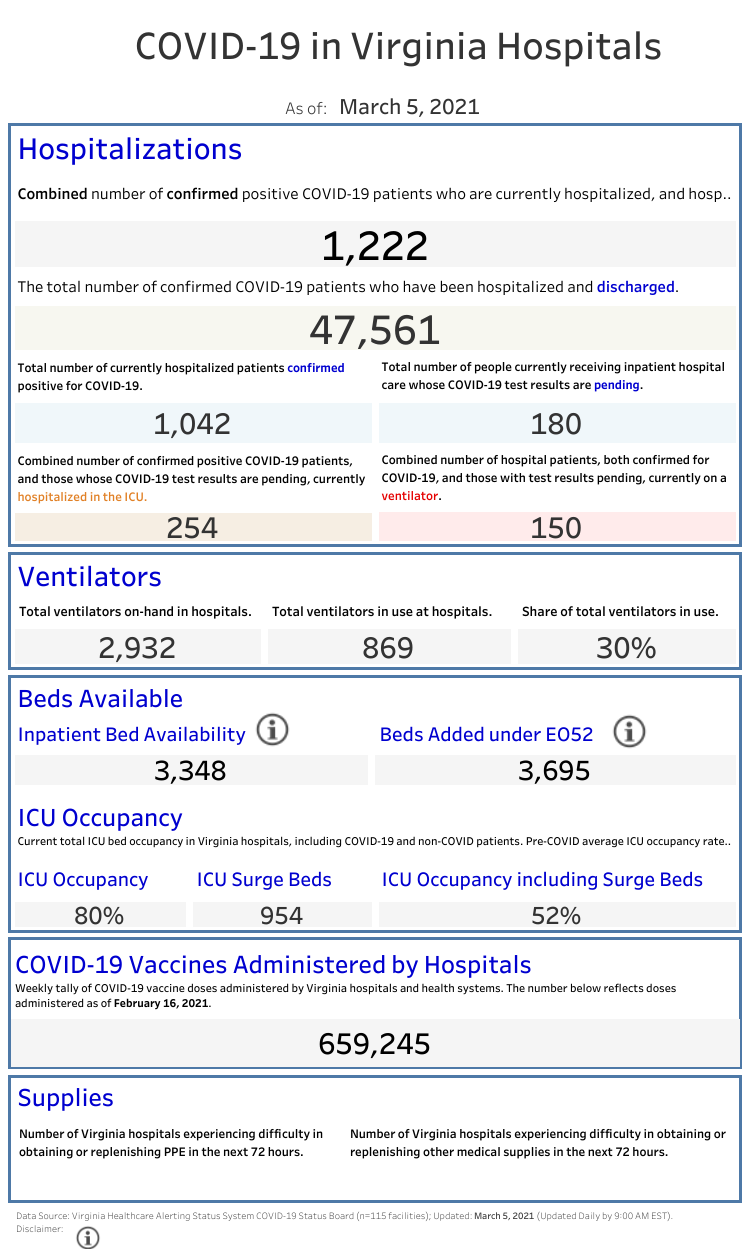 COVID-19 in Virginia Hospitals
As of: March 5, 2021
Hospitalizations
Combined number of confirmed positive COVID-19 patients who are currently hospitalized, and hosp..
1,222
The total number of confirmed COVID-19 patients who have been hospitalized and discharged.
47,561
Total number of currently hospitalized patients confirmed
positive for COVID-19.
Total number of people currently receiving inpatient hospital
care whose COVID-19 test results are pending.
1,042
180
Combined number of confirmed positive COVID-19 patients,
and those whose COVID-19 test results are pending, currently
hospitalized in the ICU.
Combined number of hospital patients, both confirmed for
COVID-19, and those with test results pending, currently on a
ventilator.
254
150
Ventilators
Total ventilators on-hand in hospitals.
Total ventilators in use at hospitals.
Share of total ventilators in use.
2,932
869
30%
Beds Available
Inpatient Bed Availability
Beds Added under EO52
3,348
3,695
ICU Occupancy
Current total ICU bed occupancy in Virginia hospitals, including COVID-19 and non-COVID patients. Pre-COVID average ICU occupancy rate..
ICU Occupancy
ICU Surge Beds
ICU Occupancy including Surge Beds
80%
954
52%
COVID-19 Vaccines Administered by Hospitals
Weekly tally of COVID-19 vaccine doses administered by Virginia hospitals and health systems. The number below reflects doses
administered as of February 16, 2021.
659,245
Supplies
Number of Virginia hospitals experiencing difficulty in
obtaining or replenishing PPE in the next 72 hours.
Number of Virginia hospitals experiencing difficulty in obtaining or
replenishing other medical supplies in the next 72 hours.
Data Source: Virginia Healthcare Alerting Status System COVID-19 Status Board (n=115 facilities); Updated: March 5, 2021 (Updated Daily by 9:00 AM EST).
Disclaimer: